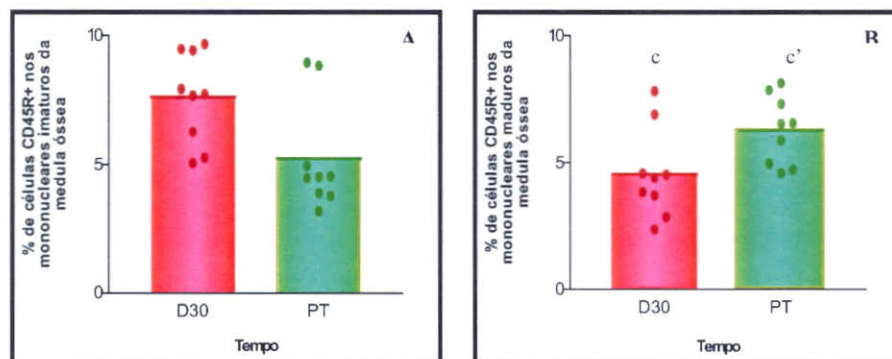 % de células CD45R+ nos
mononucleares imaturos da
medula óssea
10
5
0
A
D30
PT
Tempo
% de células CD45R+ nos
mononucleares maduros da
medula óssea
10
5
0
B
c
c'
D30
PT
Tempo